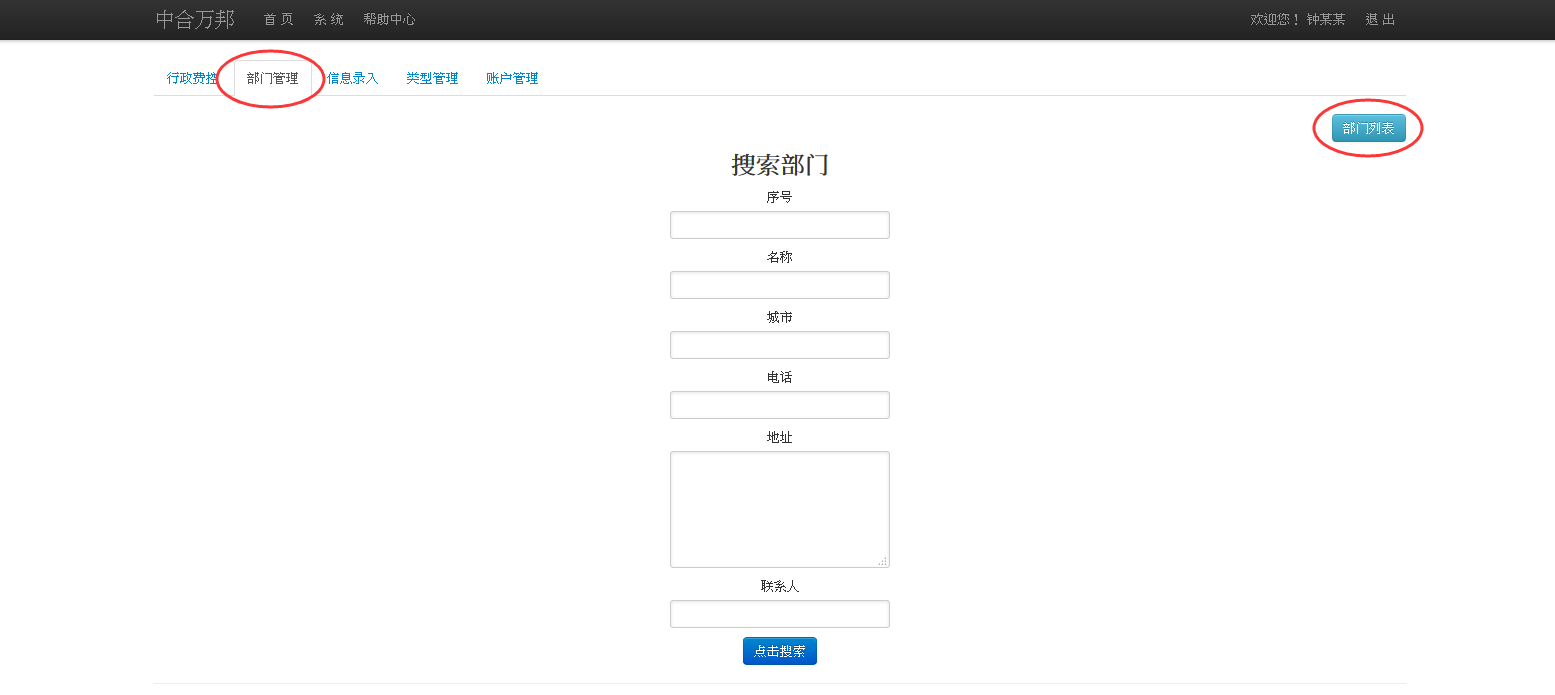 中合万邦 首 页 系 统 帮助中心 欢迎您！ 钟某某 退 出
行政费控 部门管理 信息录入 类型管理 账户管理
部门列表
搜索部门
序号
名称
城市
电话
地址
联系人
点击搜索